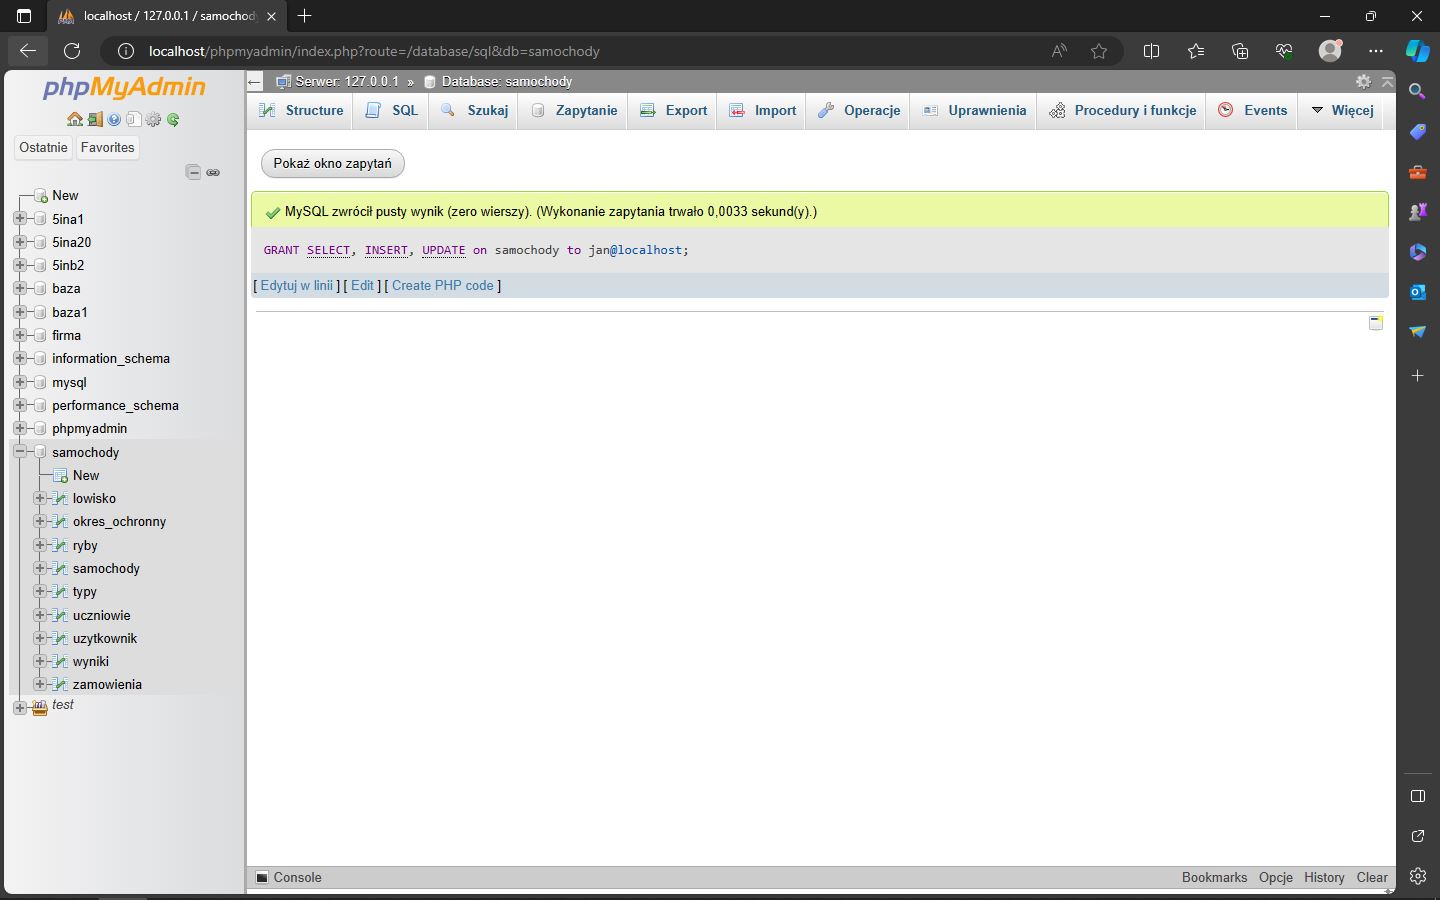 localhost / 127.0.0.1 / samochody
localhost/phpmyadmin/index.php?route=/database/sql&db=samochody
phpMyAdmin
Ostatnie
Favorites
New
5ina1
5ina20
5inb2
baza
baza1
firma
information_schema
mysql
performance_schema
phpmyadmin
samochody
New
lowisko
okres_ochronny
ryby
samochody
typy
uczniowie
uzytkownik
wyniki
zamowienia
test
Serwer: 127.0.0.1 » Database: samochody
Structure SQL Szukaj Zapytanie Export Import Operacje Uprawnienia Procedury i funkcje Events Więcej
Pokaż okno zapytań
MySQL zwrócił pusty wynik (zero wierszy). (Wykonanie zapytania trwało 0,0033 sekund(y).)
GRANT SELECT, INSERT, UPDATE on samochody to jan@localhost;
[ Edytuj w linii ] [ Edit ] [ Create PHP code ]
Console
Bookmarks Opcje History Clear